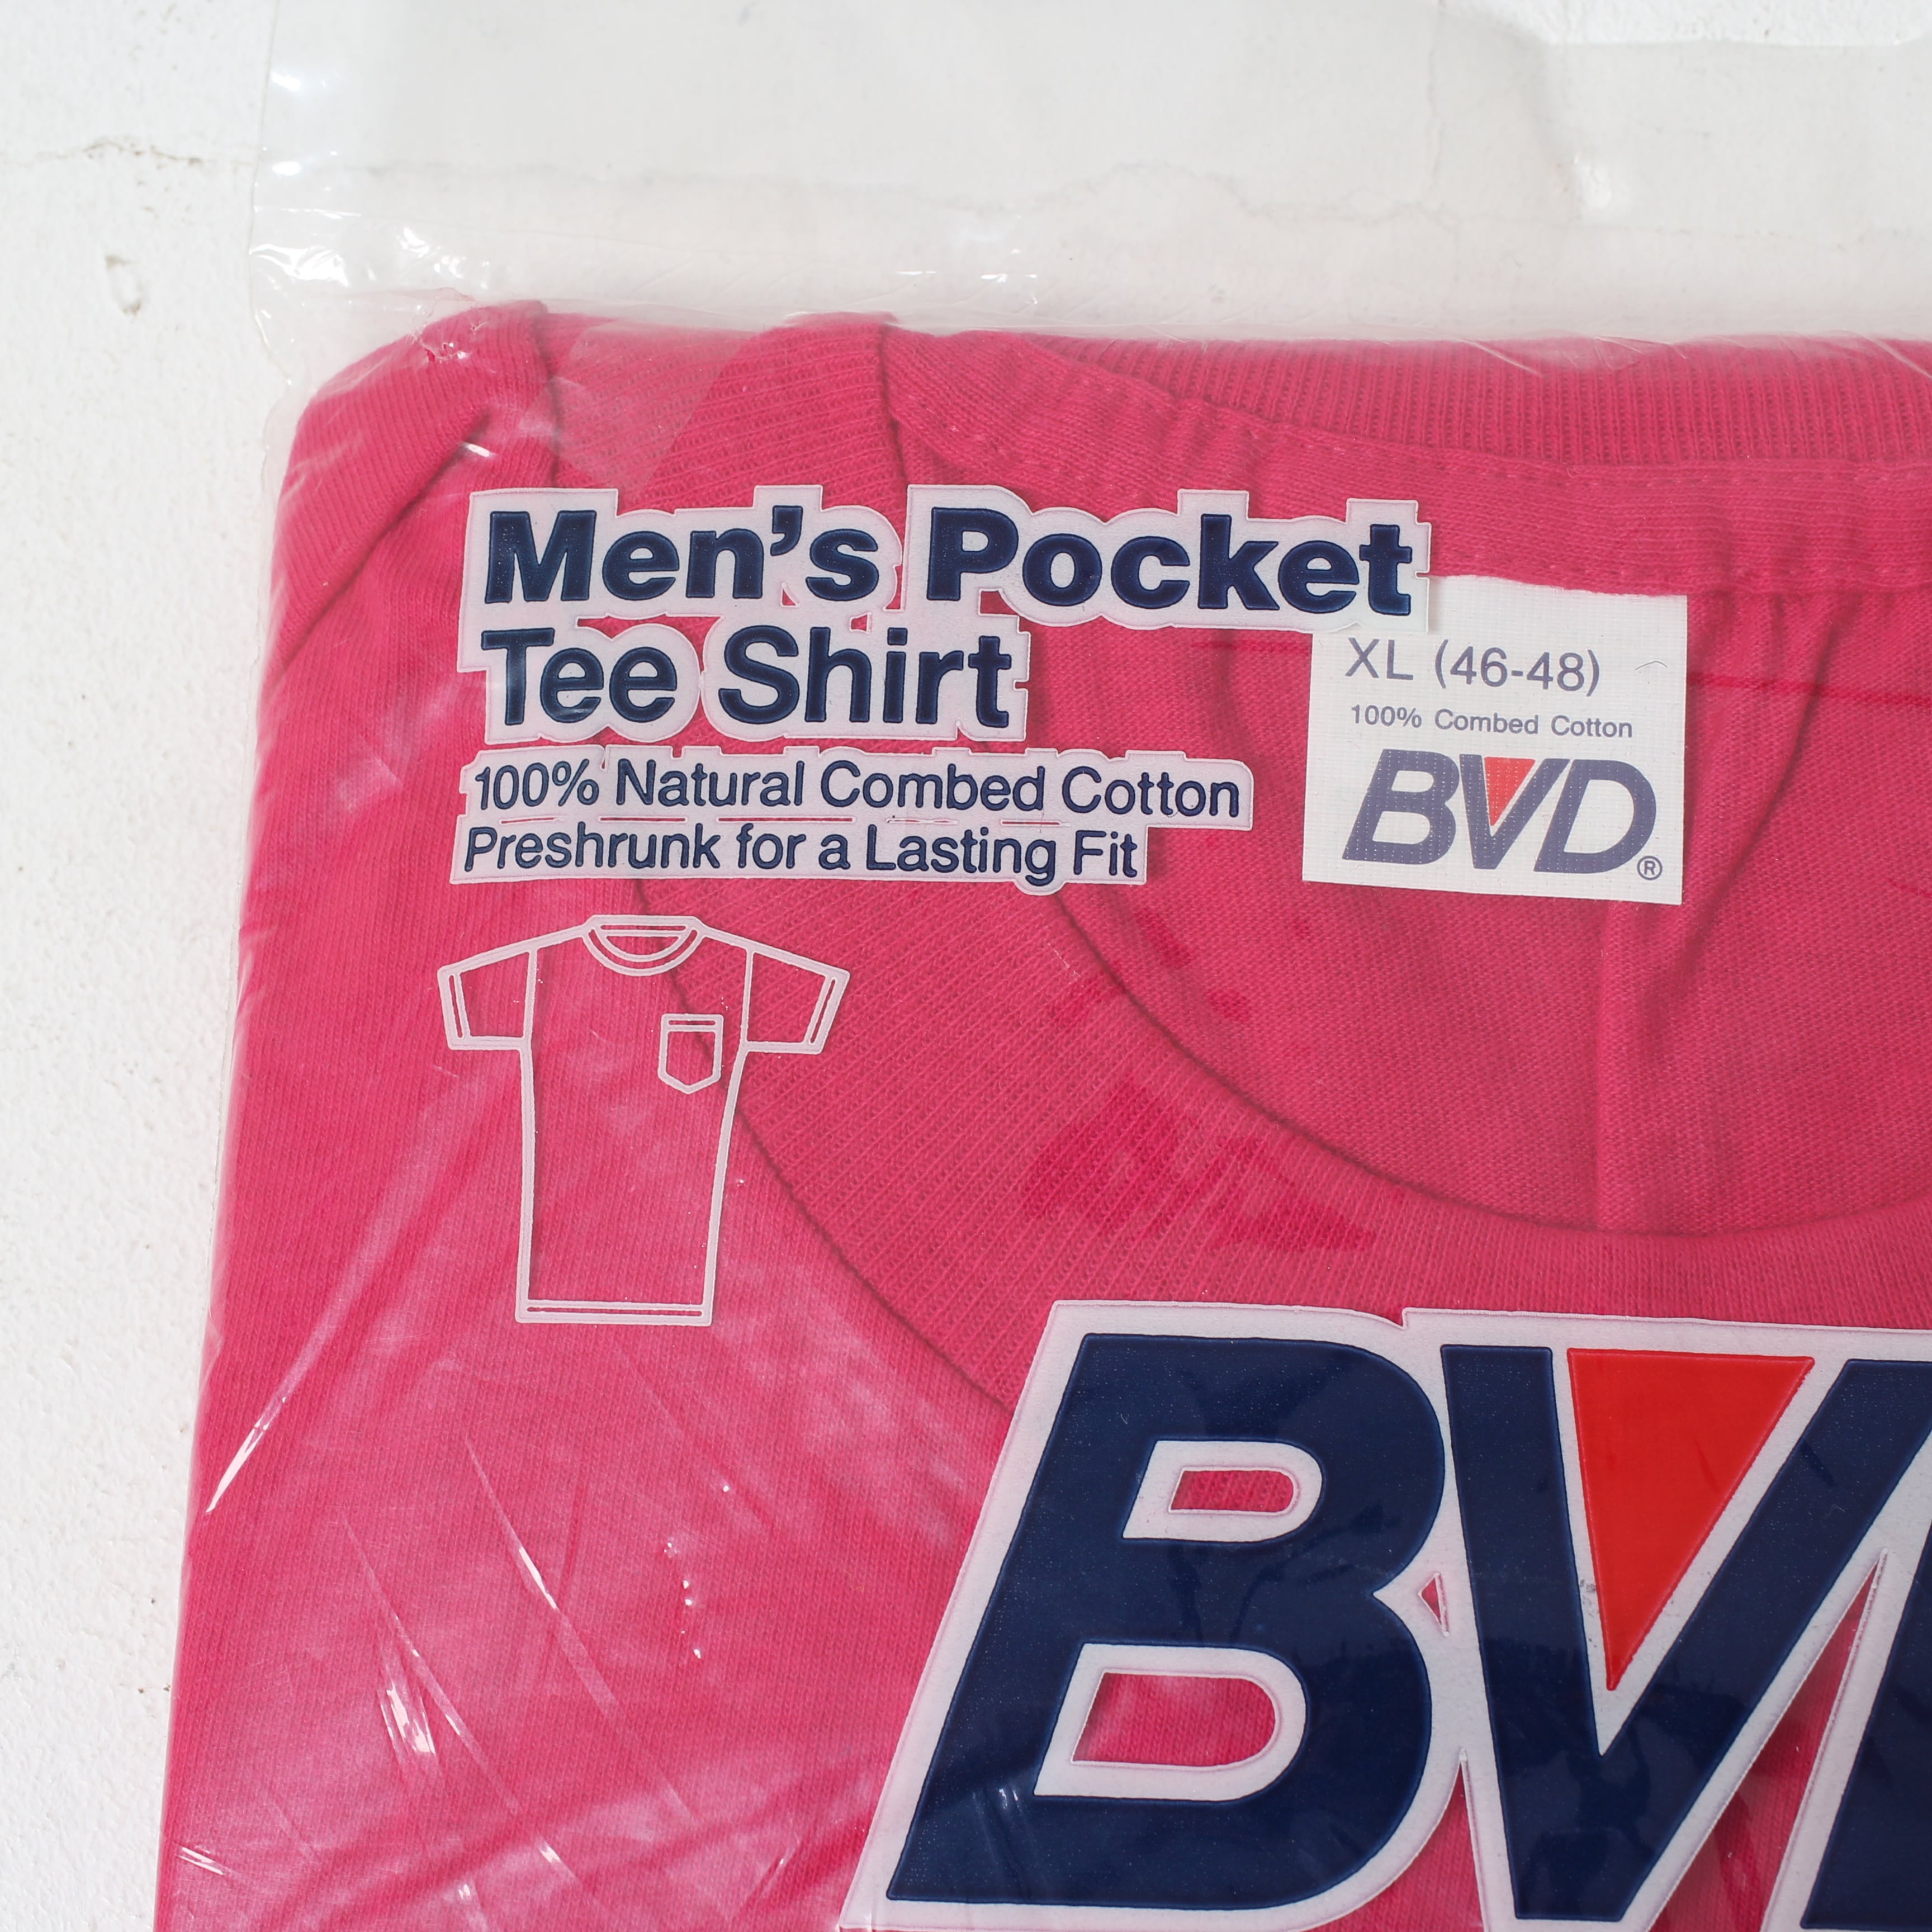 Men's Pocket
Tee Shirt
100% Natural Combed Cotton
Preshrunk for a Lasting Fit
XL (46-48)
100% Combed Cotton
BVD®
BV